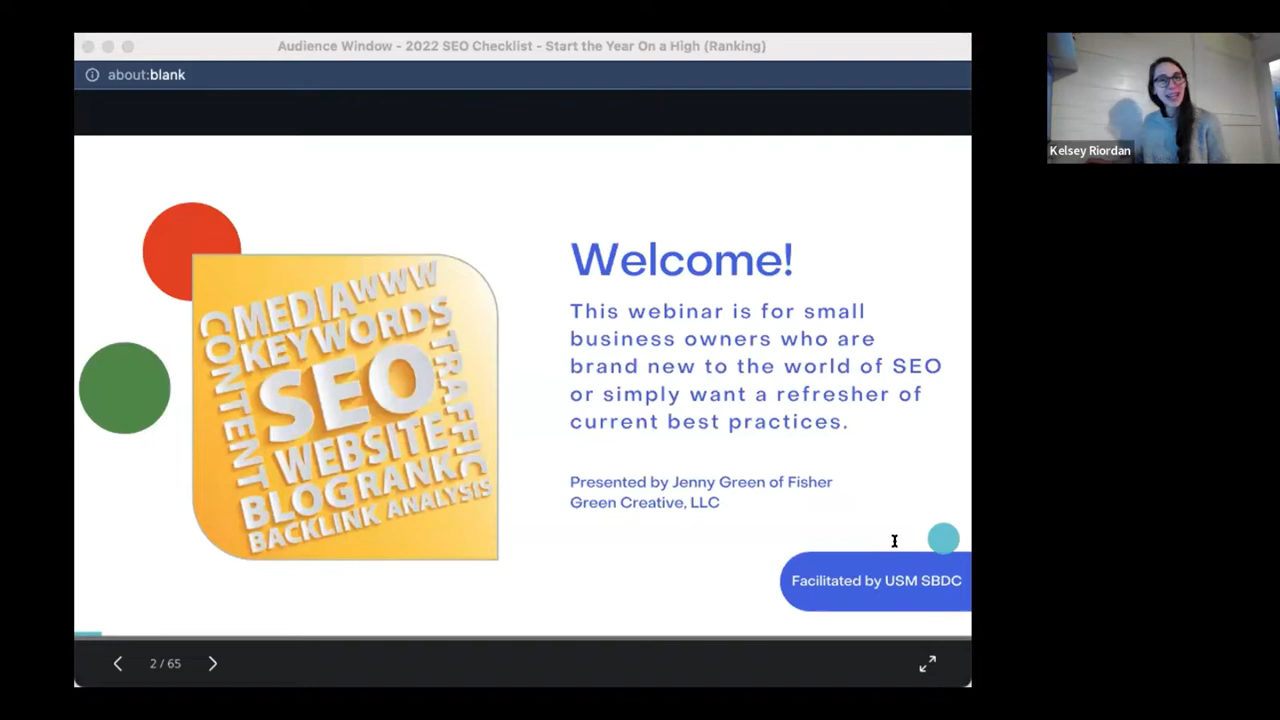 Audience Window - 2022 SEO Checklist - Start the Year On a High (Ranking)
about:blank
Kelsey Riordan
Welcome!
This webinar is for small
business owners who are
brand new to the world of SEO
or simply want a refresher of
current best practices.
Presented by Jenny Green of Fisher
Green Creative, LLC
MEDIA WWW
KEYWORDS
CONTENT
SEO
TRAFFIC
WEBSITE
BLOG RANK
BACKLINK ANALYSIS
Facilitated by USM SBDC
2 / 65